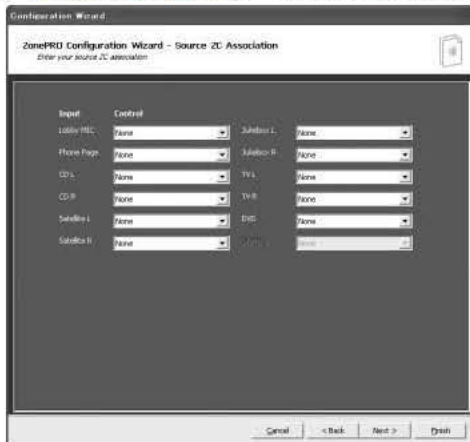 Configuration Wizard
ZonePRO Configuration Wizard - Source ZC Association
Enter your source ZC association
Input Control
Lobby MIC None Jukebox L None
Phone Page None Jukebox R None
CD L None TV L None
CD R None TV R None
Satellite L None DVD None
Satellite R None None
Cancel < Back Next > Finish